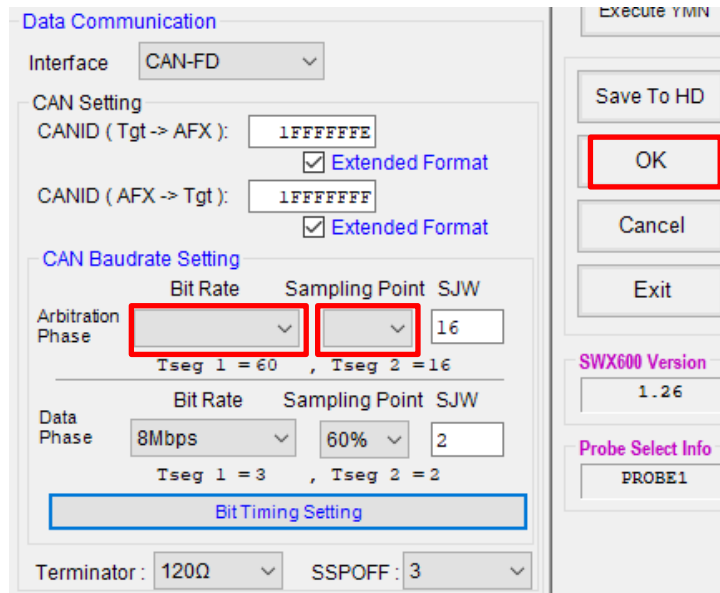 Data Communication
Interface CAN-FD
CAN Setting
CANID ( Tgt -> AFX ): 1FFFFFFE
Extended Format
CANID ( AFX -> Tgt ): 1FFFFFFF
Extended Format
CAN Baudrate Setting
Bit Rate Sampling Point SJW
Arbitration
Phase 16
Tseg 1 = 60 , Tseg 2 = 16
Bit Rate Sampling Point SJW
Data
Phase 8Mbps 60% 2
Tseg 1 = 3 , Tseg 2 = 2
Bit Timing Setting
Terminator : 120Ω SSPOFF : 3
Execute YMN
Save To HD
OK
Cancel
Exit
SWX600 Version
1.26
Probe Select Info
PROBE1